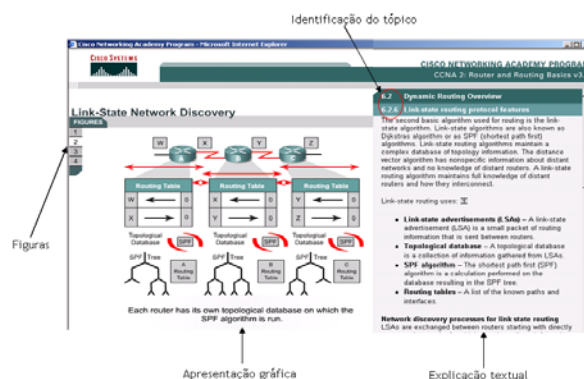 Identificação do tópico
Cisco Networking Academy Program - Microsoft Internet Explorer
CISCO SYSTEMS
CISCO NETWORKING ACADEMY PROGRAM
CCNA 2: Router and Routing Basics v3.
6.2 Dynamic Routing Overview
6.2.6 Link-state routing protocol features
Link-State Network Discovery
FIGURES
1
2
3
4
W X Y Z
A B C
Routing Table Routing Table Routing Table
W 0 X 0 Y 0
X 0 Y 0 Z 0
Topological Database SPF Topological Database SPF Topological Database SPF
SPF Tree SPF Tree SPF Tree
A Routing Table B Routing Table C Routing Table
Each router has its own topological database on which the
SPF algorithm is run.
The second basic algorithm used for routing is the link-
state algorithm. Link-state algorithms are also known as
Dijkstras algorithm or as SPF (shortest path first)
algorithms. Link-state routing algorithms maintain a
complex database of topology information. The distance
vector algorithm has nonspecific information about distant
networks and no knowledge of distant routers. A link-state
routing algorithm maintains full knowledge of distant
routers and how they interconnect.
Link-state routing uses:
• Link-state advertisements (LSAs) – A link-state
advertisement (LSA) is a small packet of routing
information that is sent between routers.
• Topological database – A topological database
is a collection of information gathered from LSAs.
• SPF algorithm – The shortest path first (SPF)
algorithm is a calculation performed on the
database resulting in the SPF tree.
• Routing tables – A list of the known paths and
interfaces.
Network discovery processes for link state routing
LSAs are exchanged between routers starting with directly
Figuras
Apresentação gráfica
Explicação textual